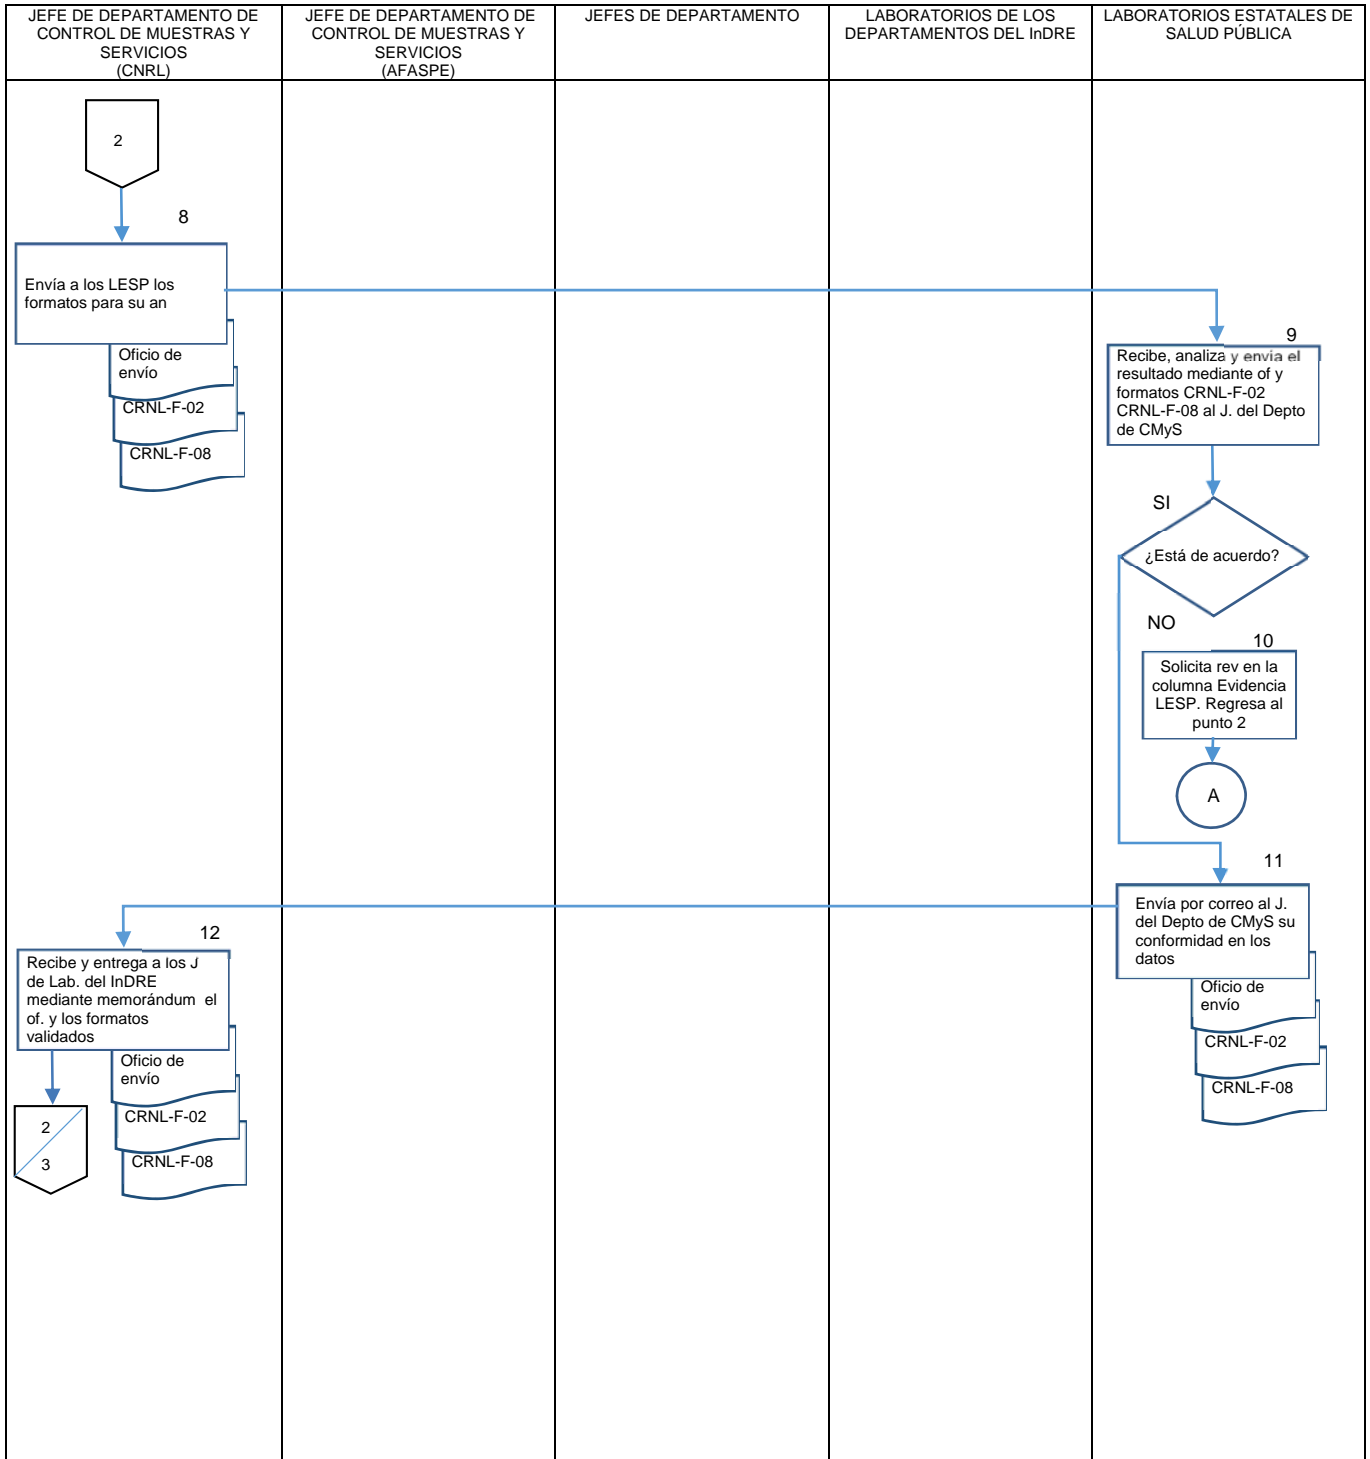 JEFE DE DEPARTAMENTO DE
CONTROL DE MUESTRAS Y
SERVICIOS
(CNRL)
JEFE DE DEPARTAMENTO DE
CONTROL DE MUESTRAS Y
SERVICIOS
(AFASPE)
JEFES DE DEPARTAMENTO
LABORATORIOS DE LOS
DEPARTAMENTOS DEL InDRE
LABORATORIOS ESTATALES DE
SALUD PÚBLICA
2
8
Envía a los LESP los
formatos para su an
Oficio de
envío
CRNL-F-02
CRNL-F-08
9
Recibe, analiza y envia el
resultado mediante of y
formatos CRNL-F-02
CRNL-F-08 al J. del Depto
de CMyS
SI
¿Está de acuerdo?
NO
10
Solicita rev en la
columna Evidencia
LESP. Regresa al
punto 2
A
11
Envía por correo al J.
del Depto de CMyS su
conformidad en los
datos
Oficio de
envío
CRNL-F-02
CRNL-F-08
12
Recibe y entrega a los J
de Lab. del InDRE
mediante memorándum el
of. y los formatos
validados
Oficio de
envío
CRNL-F-02
CRNL-F-08
2
3